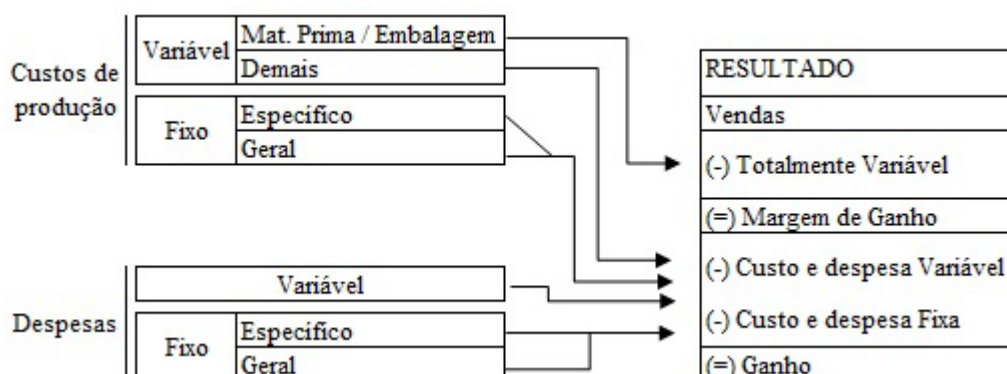 Custos de
produção
Variável
Mat. Prima / Embalagem
Demais
Fixo
Específico
Geral
Despesas
Variável
Fixo
Específico
Geral
RESULTADO
Vendas
(-) Totalmente Variável
(=) Margem de Ganho
(-) Custo e despesa Variável
(-) Custo e despesa Fixa
(=) Ganho